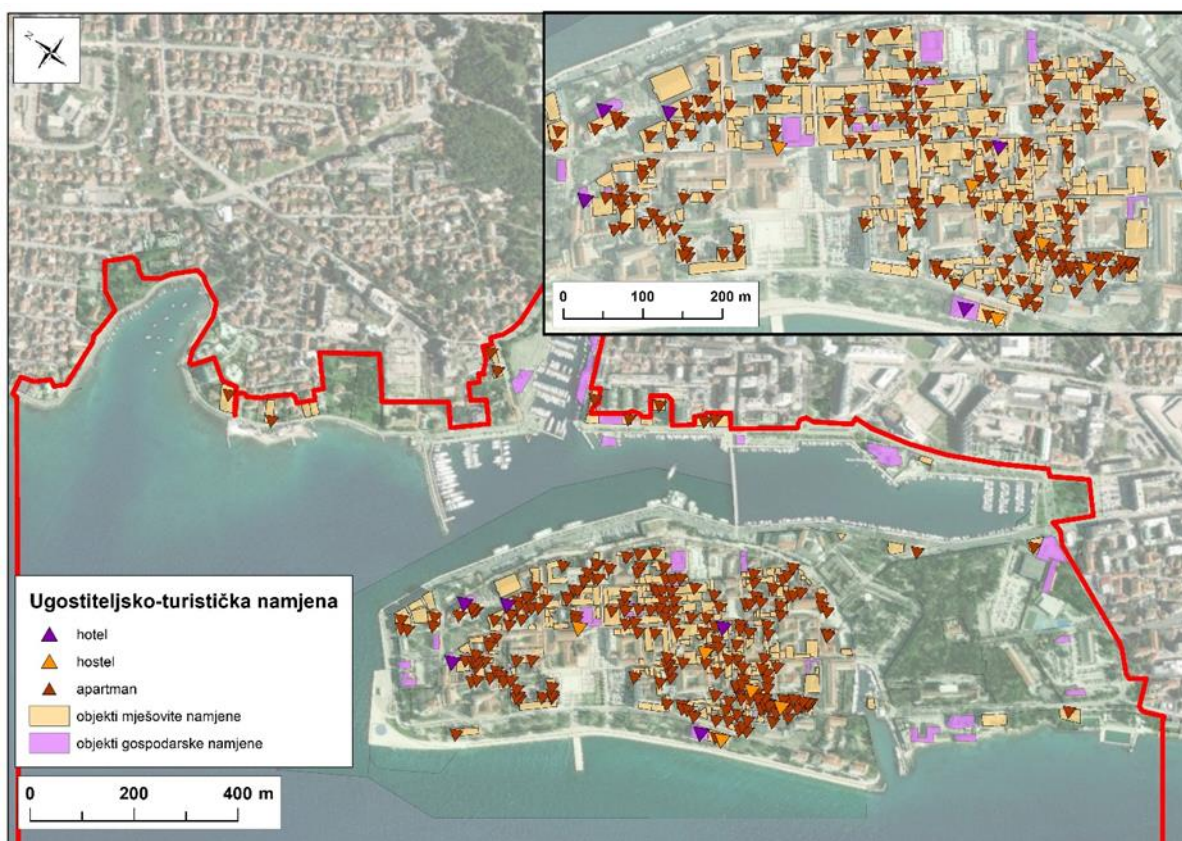 N
0 100 200 m
Ugostiteljsko-turistička namjena
hotel
hostel
apartman
objekti mješovite namjene
objekti gospodarske namjene
0 200 400 m